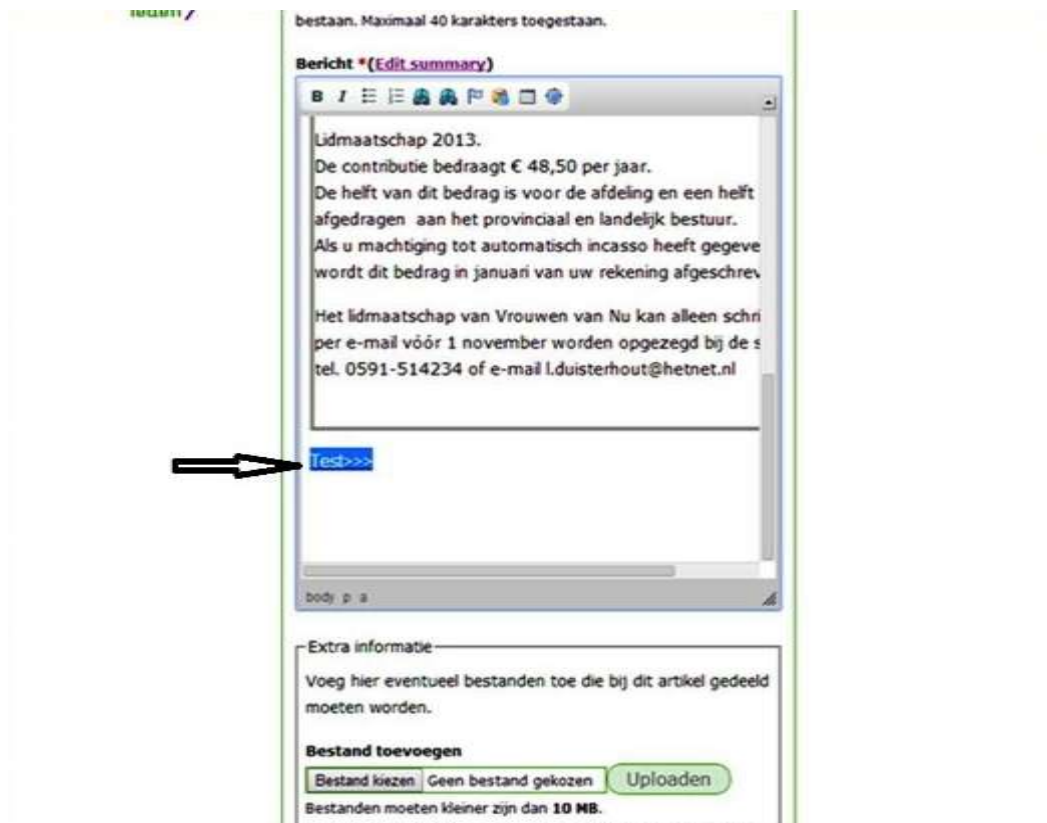 leden)
bestaan. Maximaal 40 karakters toegestaan.
Bericht *(Edit summary)
B I
Lidmaatschap 2013.
De contributie bedraagt € 48,50 per jaar.
De helft van dit bedrag is voor de afdeling en een helft
afgedragen aan het provinciaal en landelijk bestuur.
Als u machtiging tot automatisch incasso heeft gegeve
wordt dit bedrag in januari van uw rekening afgeschrev
Het lidmaatschap van Vrouwen van Nu kan alleen schri
per e-mail vóór 1 november worden opgezegd bij de s
tel. 0591-514234 of e-mail l.duisterhout@hetnet.nl
Test>>>
body p a
Extra informatie
Voeg hier eventueel bestanden toe die bij dit artikel gedeeld
moeten worden.
Bestand toevoegen
Bestand kiezen Geen bestand gekozen Uploaden
Bestanden moeten kleiner zijn dan 10 MB.